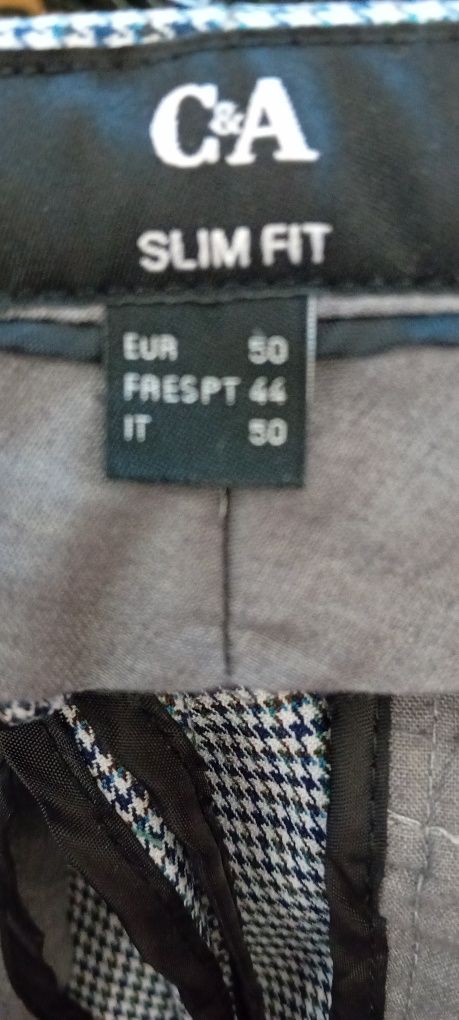 C&A
SLIM FIT
EUR 50
FRESPT 44
IT 50